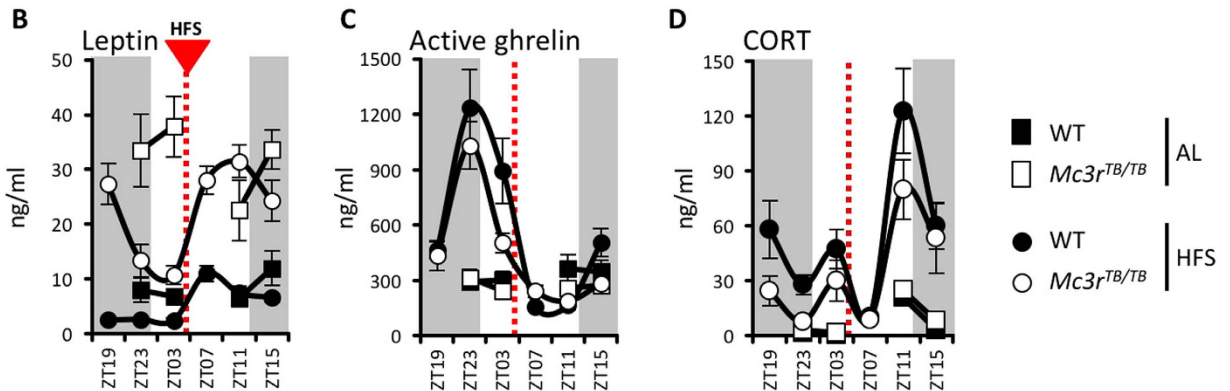 B
Leptin
HFS
ng/ml
50
40
30
20
10
0
ZT19
ZT23
ZT03
ZT07
ZT11
ZT15
C
Active ghrelin
ng/ml
1500
1200
900
600
300
0
ZT19
ZT23
ZT03
ZT07
ZT11
ZT15
D
CORT
ng/ml
150
120
90
60
30
0
ZT19
ZT23
ZT03
ZT07
ZT11
ZT15
WT
Mc3rTB/TB
AL
WT
Mc3rTB/TB
HFS